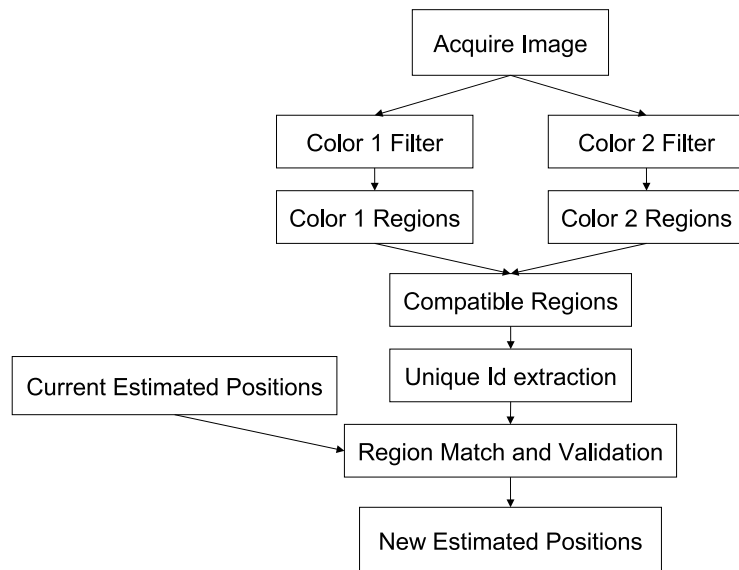 Acquire Image
Color 1 Filter
Color 2 Filter
Color 1 Regions
Color 2 Regions
Compatible Regions
Unique Id extraction
Current Estimated Positions
Region Match and Validation
New Estimated Positions